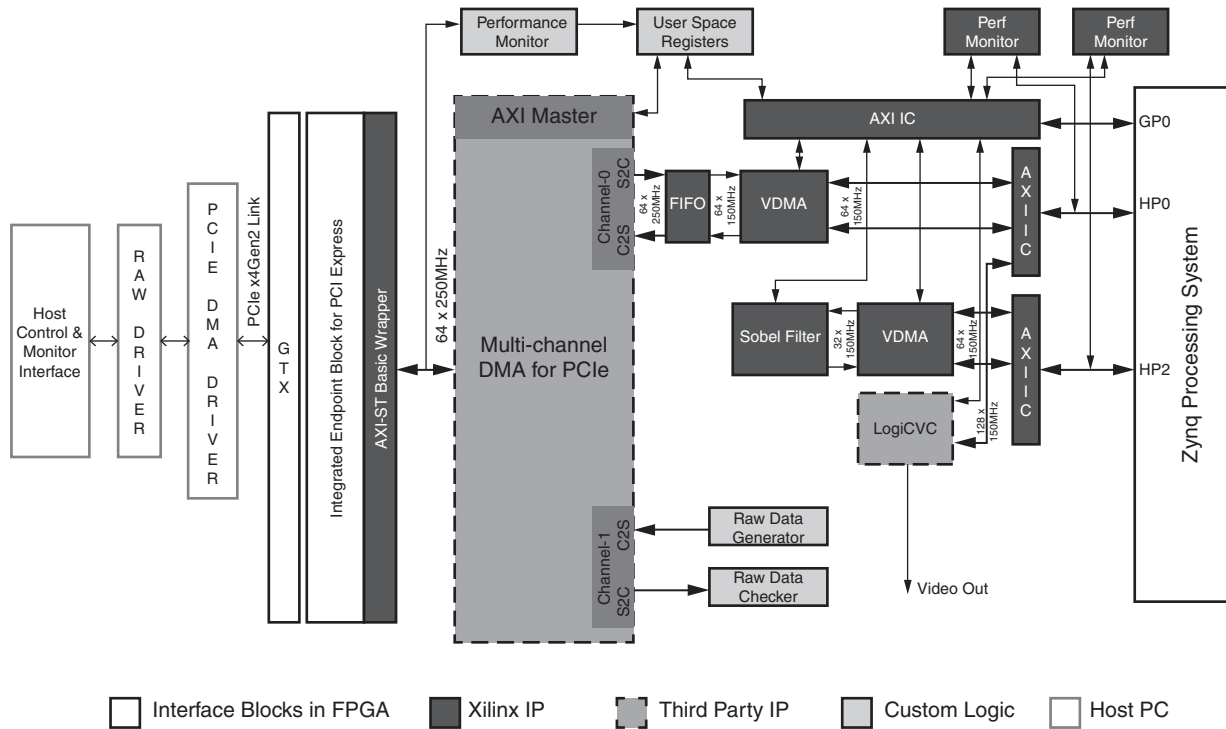 Performance
Monitor
User Space
Registers
Perf
Monitor
Perf
Monitor
AXI Master
AXI IC
GP0
Channel-0
S2C
C2S
64 x
250MHz
FIFO
64 x
150MHz
VDMA
64 x
150MHz
A
X
I
I
C
HP0
Host
Control &
Monitor
Interface
R
A
W
D
R
I
V
E
R
P
C
I
E
D
M
A
D
R
I
V
E
R
PCIe x4Gen2 Link
G
T
X
Integrated Endpoint Block for PCI Express
AXI-ST Basic Wrapper
64 x 250MHz
Multi-channel
DMA for PCIe
Sobel Filter
32 x
150MHz
VDMA
64 x
150MHz
A
X
I
I
C
HP2
Zynq Processing System
LogiCVC
128 x
150MHz
Channel-1
C2S
S2C
Raw Data
Generator
Raw Data
Checker
Video Out
Interface Blocks in FPGA
Xilinx IP
Third Party IP
Custom Logic
Host PC